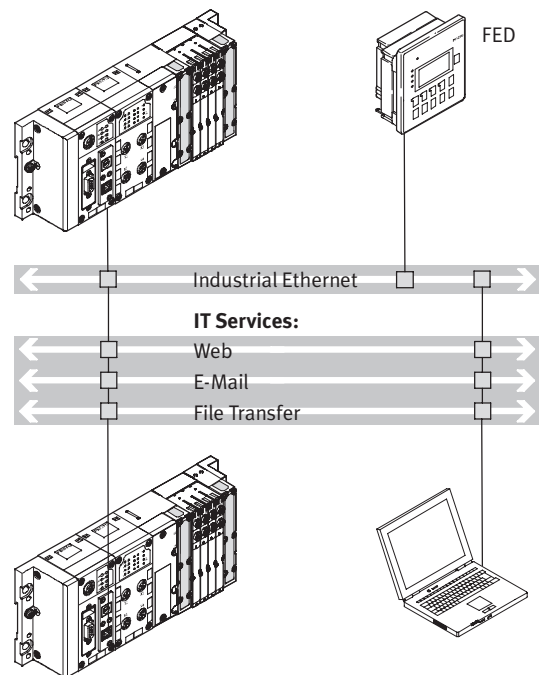 FED
Industrial Ethernet
IT Services:
Web
E-Mail
File Transfer